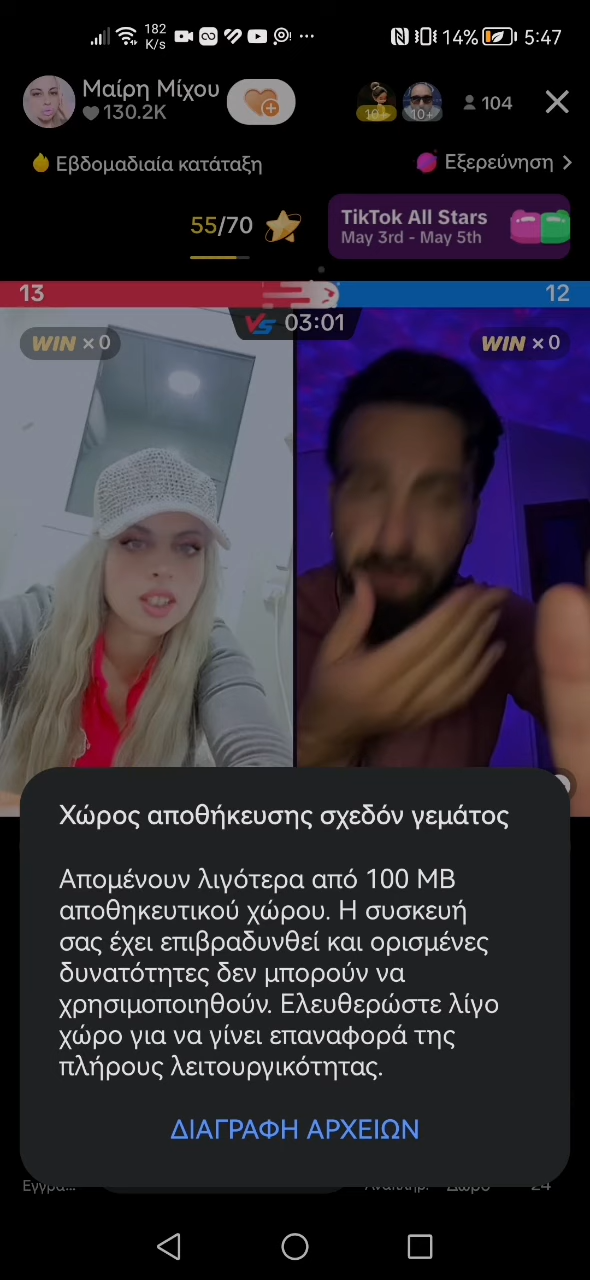 182 K/s
14%
5:47
Μαίρη Μίχου
130.2K
10+
10+
104
Εβδομαδιαία κατάταξη
Εξερεύνηση
55/70
TikTok All Stars
May 3rd - May 5th
13
12
VS 03:01
WIN × 0
WIN × 0
Χώρος αποθήκευσης σχεδόν γεμάτος
Απομένουν λιγότερα από 100 MB
αποθηκευτικού χώρου. Η συσκευή
σας έχει επιβραδυνθεί και ορισμένες
δυνατότητες δεν μπορούν να
χρησιμοποιηθούν. Ελευθερώστε λίγο
χώρο για να γίνει επαναφορά της
πλήρους λειτουργικότητας.
ΔΙΑΓΡΑΦΗ ΑΡΧΕΙΩΝ